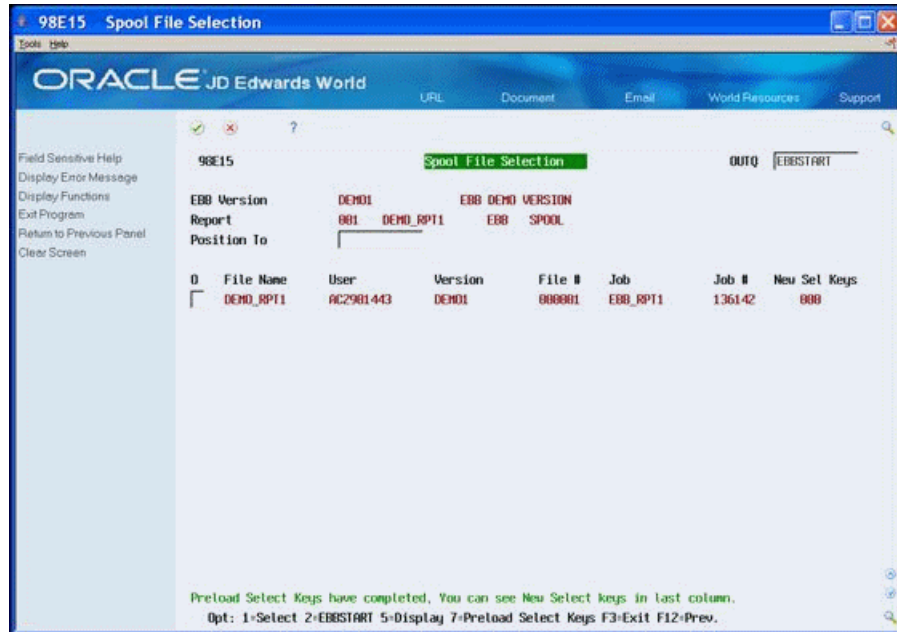 98E15 Spool File Selection
Tools Help
ORACLE JD Edwards World
URL Document Email World Resources Support
?
Field Sensitive Help
Display Error Message
Display Functions
Exit Program
Return to Previous Panel
Clear Screen
98E15 Spool File Selection OUTQ EBBSTART
EBB Version DEMO1 EBB DEMO VERSION
Report 001 DEMO_RPT1 EBB SPOOL
Position To
O File Name User Version File # Job Job # New Sel Keys
DEMO_RPT1 AC2901443 DEMO1 000001 EBB_RPT1 136142 000
Preload Select Keys have completed, You can see New Select keys in last column.
Opt: 1=Select 2=EBBSTART 5=Display 7=Preload Select Keys F3=Exit F12=Prev.